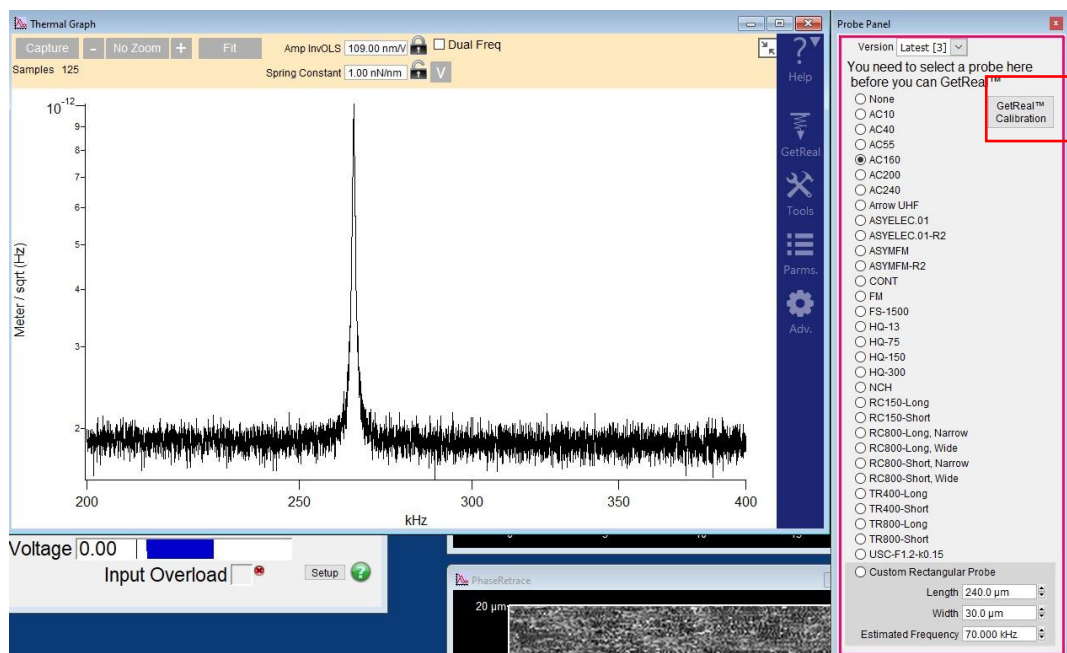 Thermal Graph
Capture - No Zoom + Fit
Amp InvOLS 109.00 nm/V Dual Freq
Samples 125
Spring Constant 1.00 nN/nm V
10-12
9
8
7
6
5
4
3
2
Meter / sqrt (Hz)
200 250 300 350 400
kHz
?
Help
GetReal
Tools
Parms.
Adv.
Voltage 0.00
Input Overload Setup ?
PhaseRetrace
20 µm
Probe Panel
Version Latest [3]
You need to select a probe here
before you can GetReal™
GetReal™
Calibration
None
AC10
AC40
AC55
AC160
AC200
AC240
Arrow UHF
ASYELEC.01
ASYELEC.01-R2
ASYMFM
ASYMFM-R2
CONT
FM
FS-1500
HQ-13
HQ-75
HQ-150
HQ-300
NCH
RC150-Long
RC150-Short
RC800-Long, Narrow
RC800-Long, Wide
RC800-Short, Narrow
RC800-Short, Wide
TR400-Long
TR400-Short
TR800-Long
TR800-Short
USC-F1.2-k0.15
Custom Rectangular Probe
Length 240.0 µm
Width 30.0 µm
Estimated Frequency 70.000 kHz